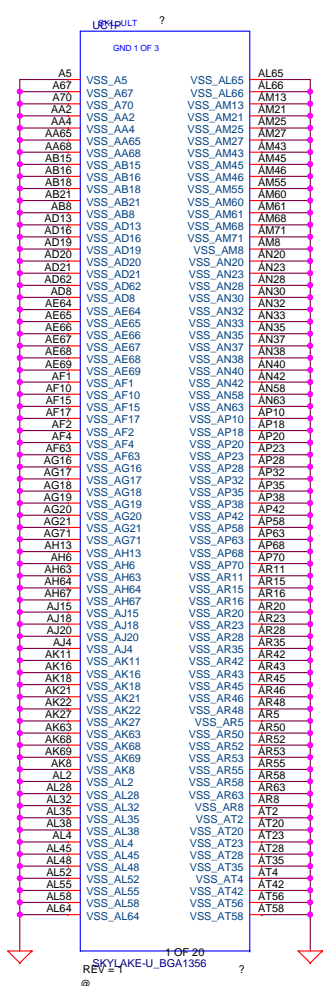 UC1P SKL_ULT ?
GND 1 OF 3
A5 VSS_A5 VSS_AL65 AL65
A67 VSS_A67 VSS_AL66 AL66
A70 VSS_A70 VSS_AM13 AM13
AA2 VSS_AA2 VSS_AM21 AM21
AA4 VSS_AA4 VSS_AM25 AM25
AA65 VSS_AA65 VSS_AM27 AM27
AA68 VSS_AA68 VSS_AM43 AM43
AB15 VSS_AB15 VSS_AM45 AM45
AB16 VSS_AB16 VSS_AM46 AM46
AB18 VSS_AB18 VSS_AM55 AM55
AB21 VSS_AB21 VSS_AM60 AM60
AB8 VSS_AB8 VSS_AM61 AM61
AD13 VSS_AD13 VSS_AM68 AM68
AD16 VSS_AD16 VSS_AM71 AM71
AD19 VSS_AD19 VSS_AM8 AM8
AD20 VSS_AD20 VSS_AN20 AN20
AD21 VSS_AD21 VSS_AN23 AN23
AD62 VSS_AD62 VSS_AN28 AN28
AD8 VSS_AD8 VSS_AN30 AN30
AE64 VSS_AE64 VSS_AN32 AN32
AE65 VSS_AE65 VSS_AN33 AN33
AE66 VSS_AE66 VSS_AN35 AN35
AE67 VSS_AE67 VSS_AN37 AN37
AE68 VSS_AE68 VSS_AN38 AN38
AE69 VSS_AE69 VSS_AN40 AN40
AF1 VSS_AF1 VSS_AN42 AN42
AF10 VSS_AF10 VSS_AN58 AN58
AF15 VSS_AF15 VSS_AN63 AN63
AF17 VSS_AF17 VSS_AP10 AP10
AF2 VSS_AF2 VSS_AP18 AP18
AF4 VSS_AF4 VSS_AP20 AP20
AF63 VSS_AF63 VSS_AP23 AP23
AG16 VSS_AG16 VSS_AP28 AP28
AG17 VSS_AG17 VSS_AP32 AP32
AG18 VSS_AG18 VSS_AP35 AP35
AG19 VSS_AG19 VSS_AP38 AP38
AG20 VSS_AG20 VSS_AP42 AP42
AG21 VSS_AG21 VSS_AP58 AP58
AG71 VSS_AG71 VSS_AP63 AP63
AH13 VSS_AH13 VSS_AP68 AP68
AH6 VSS_AH6 VSS_AP70 AP70
AH63 VSS_AH63 VSS_AR11 AR11
AH64 VSS_AH64 VSS_AR15 AR15
AH67 VSS_AH67 VSS_AR16 AR16
AJ15 VSS_AJ15 VSS_AR20 AR20
AJ18 VSS_AJ18 VSS_AR23 AR23
AJ20 VSS_AJ20 VSS_AR28 AR28
AJ4 VSS_AJ4 VSS_AR35 AR35
AK11 VSS_AK11 VSS_AR42 AR42
AK16 VSS_AK16 VSS_AR43 AR43
AK18 VSS_AK18 VSS_AR45 AR45
AK21 VSS_AK21 VSS_AR46 AR46
AK22 VSS_AK22 VSS_AR48 AR48
AK27 VSS_AK27 VSS_AR5 AR5
AK63 VSS_AK63 VSS_AR50 AR50
AK68 VSS_AK68 VSS_AR52 AR52
AK69 VSS_AK69 VSS_AR53 AR53
AK8 VSS_AK8 VSS_AR55 AR55
AL2 VSS_AL2 VSS_AR58 AR58
AL28 VSS_AL28 VSS_AR63 AR63
AL32 VSS_AL32 VSS_AR8 AR8
AL35 VSS_AL35 VSS_AT2 AT2
AL38 VSS_AL38 VSS_AT20 AT20
AL4 VSS_AL4 VSS_AT23 AT23
AL45 VSS_AL45 VSS_AT28 AT28
AL48 VSS_AL48 VSS_AT35 AT35
AL52 VSS_AL52 VSS_AT4 AT4
AL55 VSS_AL55 VSS_AT42 AT42
AL58 VSS_AL58 VSS_AT56 AT56
AL64 VSS_AL64 VSS_AT58 AT58
1 OF 20
SKYLAKE-U_BGA1356
REV = 1 ?
@